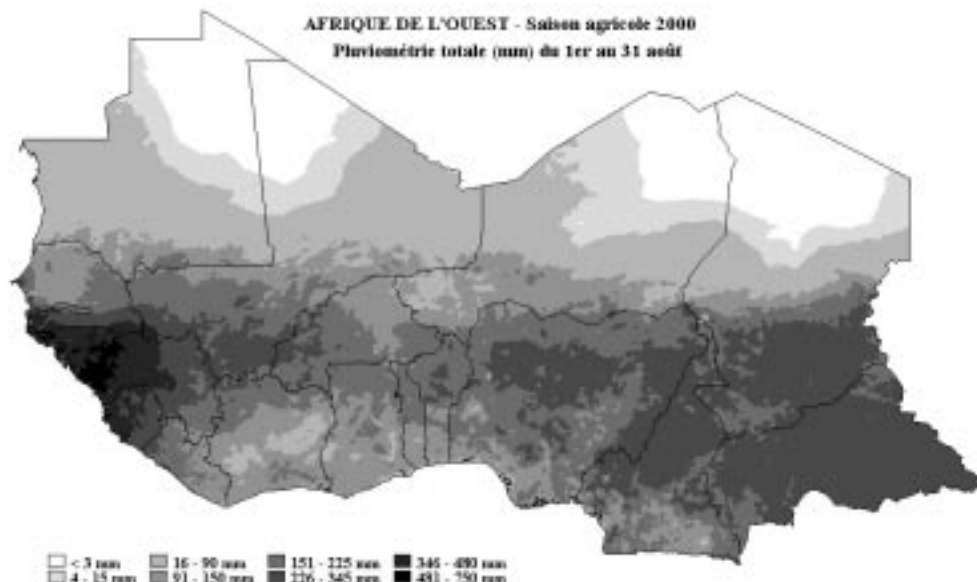 AFRIQUE DE L'OUEST - Saison agricole 2000
Pluviométrie totale (mm) du 1er au 31 août
< 3 mm 16 - 90 mm 151 - 225 mm 346 - 480 mm
4 - 15 mm 91 - 150 mm 226 - 345 mm 481 - 750 mm